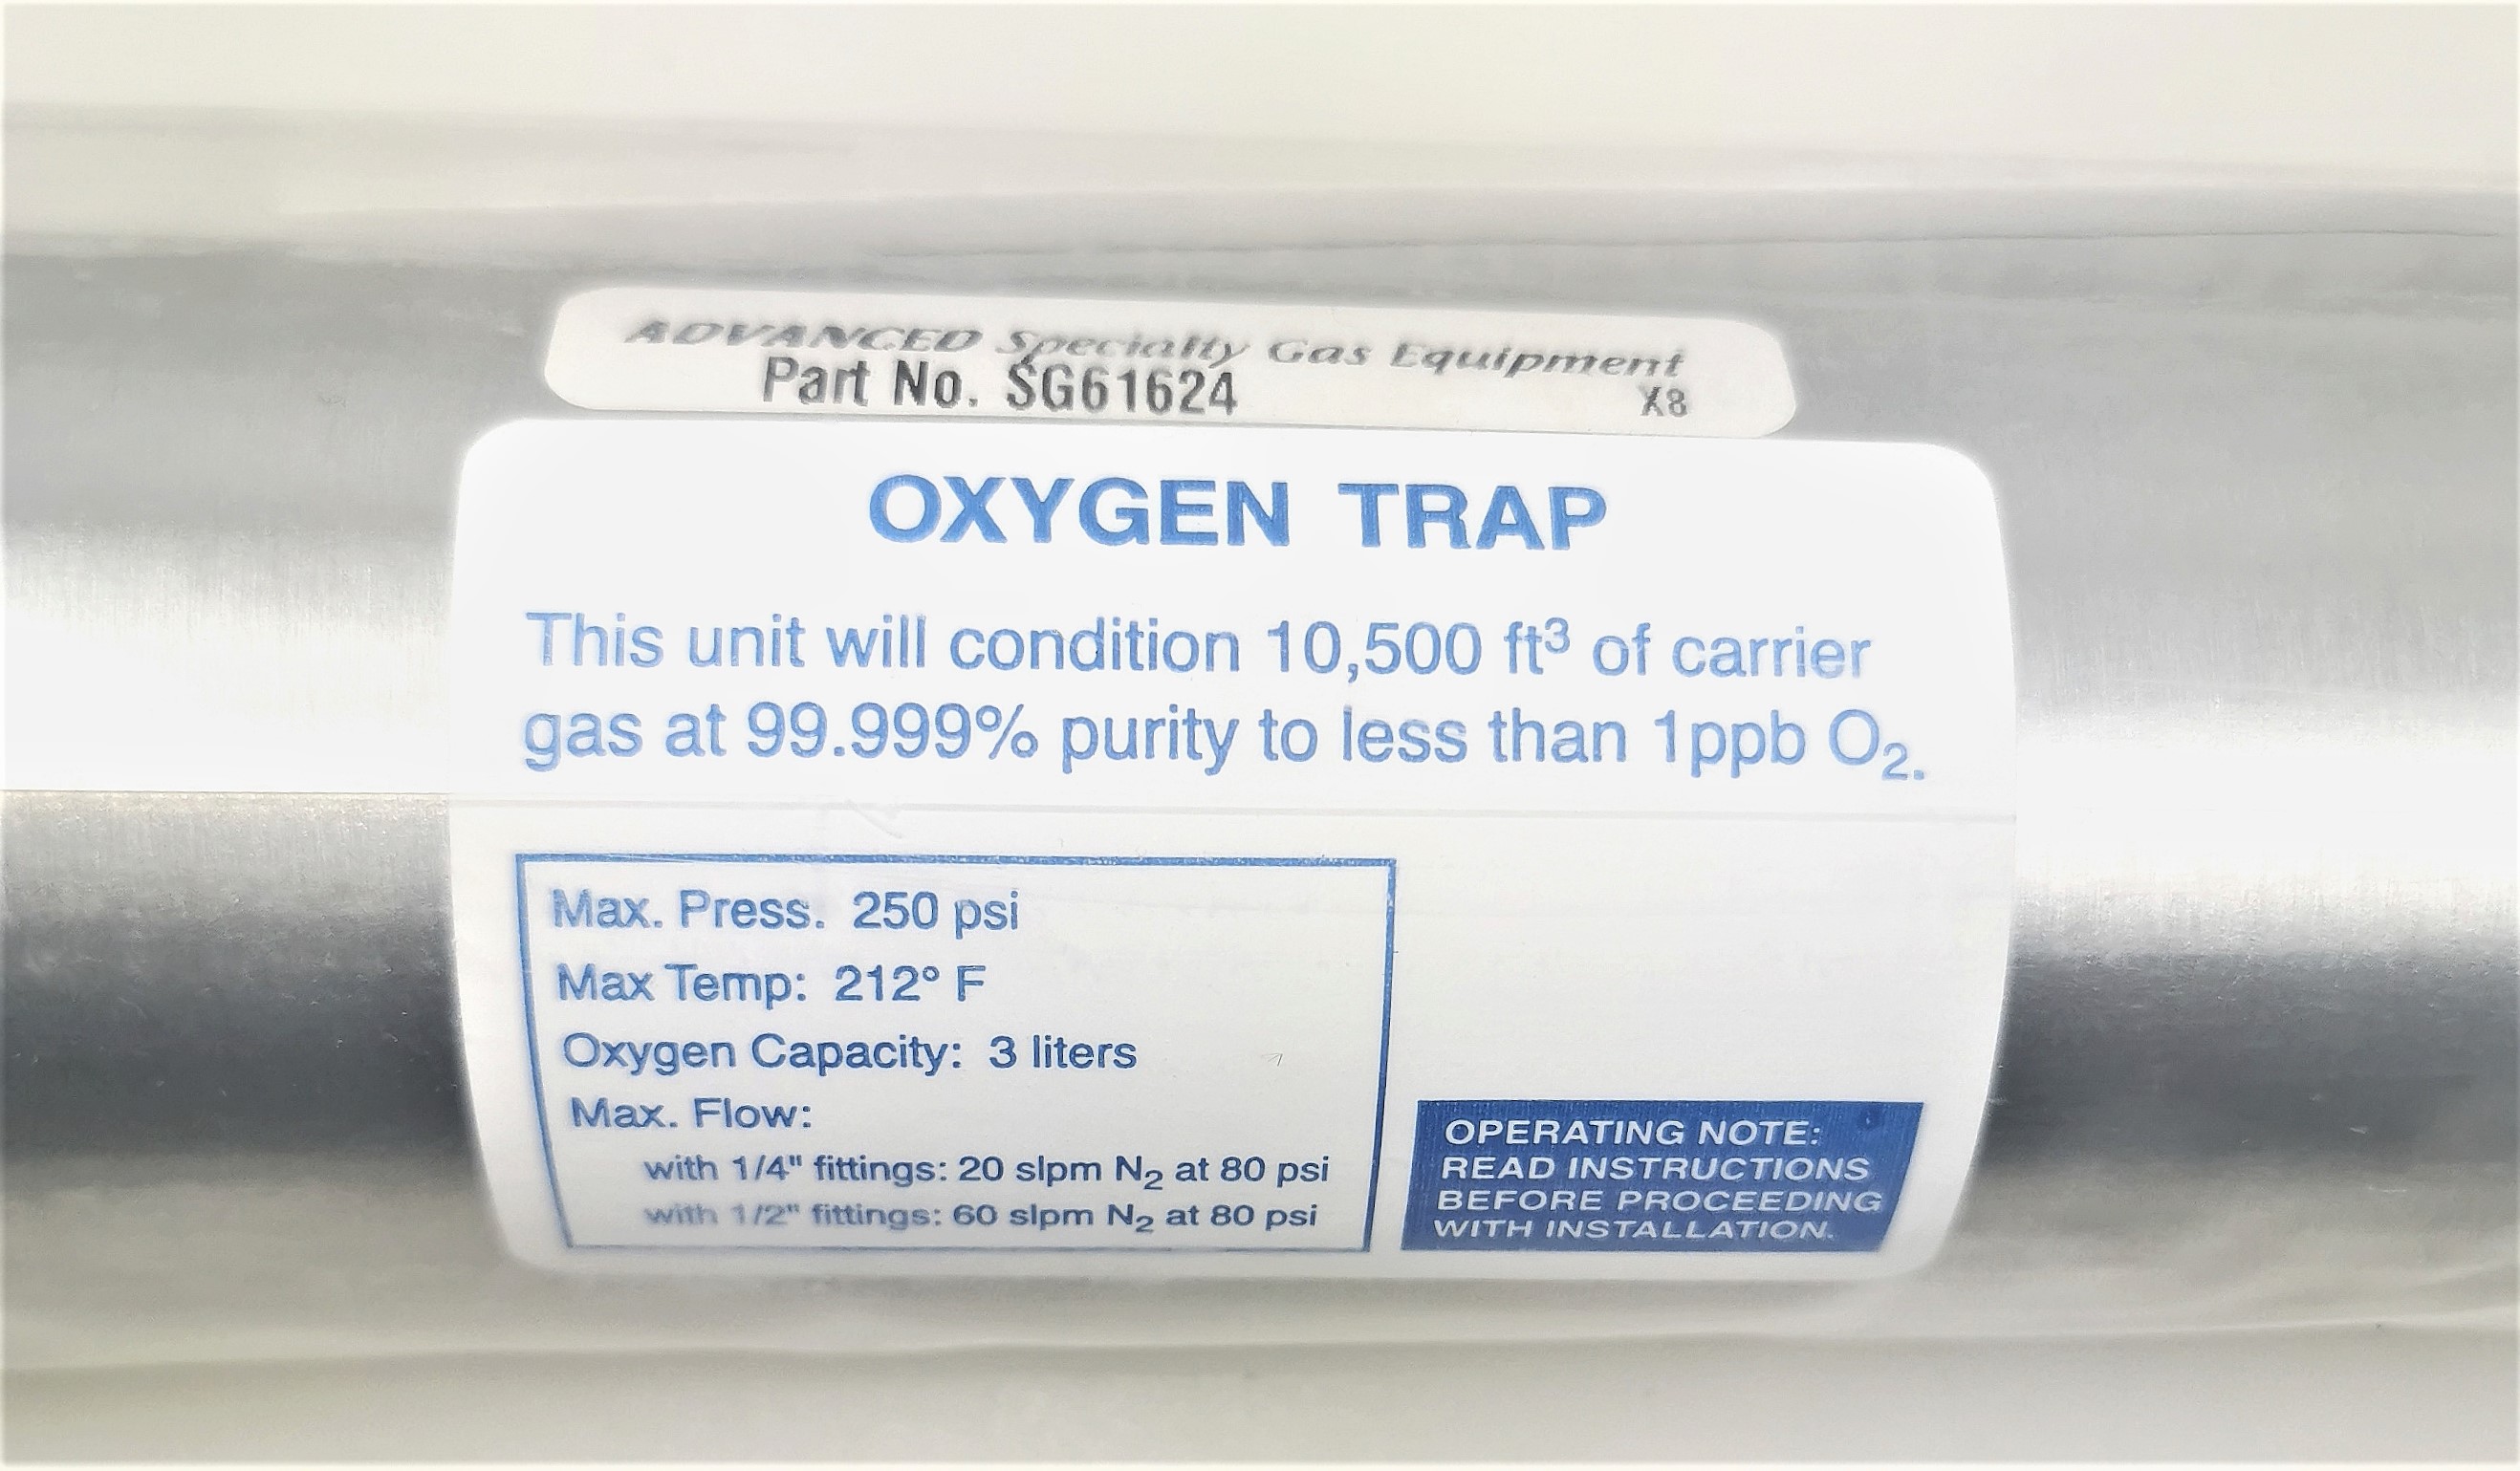 ADVANCED Specialty Gas Equipment
Part No. SG61624 X8
OXYGEN TRAP
This unit will condition 10,500 ft³ of carrier
gas at 99.999% purity to less than 1ppb O₂.
Max. Press. 250 psi
Max Temp: 212° F
Oxygen Capacity: 3 liters
Max. Flow:
with 1/4" fittings: 20 slpm N₂ at 80 psi
with 1/2" fittings: 60 slpm N₂ at 80 psi
OPERATING NOTE:
READ INSTRUCTIONS
BEFORE PROCEEDING
WITH INSTALLATION.